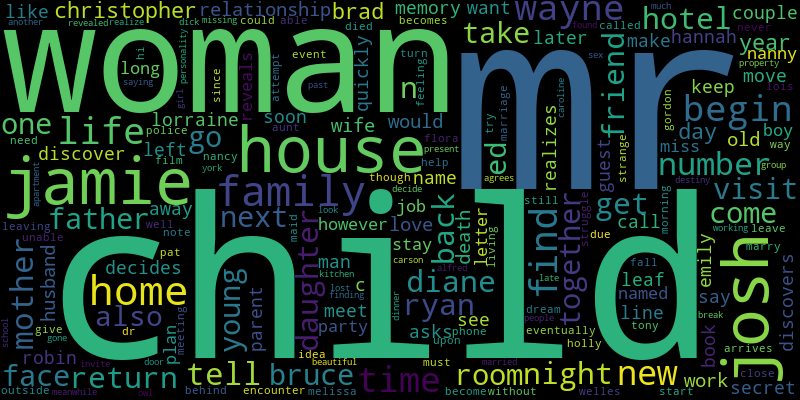 like christopher relationship brad memory want wayne hotel couple
another revealed realize dick missing able could becomes called much hannah year never
woman mr
hi personality long since reveals event died attempt turn feeling past quickly n take later friend make nanny
saying girl police film one life lorraine soon wife would ed try marriage caroline realizes found sex move property lois
need discover left go nancy york aunt flora present help number begin keep gordon
house guest strange miss day old boy way
jamie family though name agrees decide group visit
apartment father away next job back death letter living still together get struggle due call destiny morning come
leaving unable well note however love stay find working leave
mother husband decides pat maid daughter look man carson diane leaf emily marry
child
home young parent kitchen c alfred ryan late named say josh discovers
also plan meeting lost finding meet party dinner asks phone see upon dream people fall line tony break
school give gone dr robin idea eventually holly book arrives
face return invite door tell bruce beautiful time must married room night new work close secret
outside meanwhile owl behind encounter melissa become without welles start